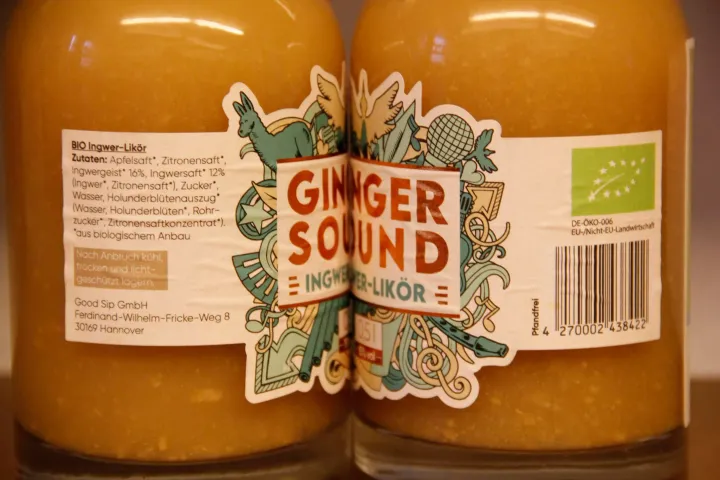 BIO Ingwer-Likör
Zutaten: Apfelsaft*, Zitronensaft*,
Ingwergeist* 16%, Ingwersaft* 12%
(Ingwer*, Zitronensaft*), Zucker*,
Wasser, Holunderblütenauszug*
(Wasser, Holunderblüten*, Rohr-
zucker*, Zitronensaftkonzentrat*).
*aus biologischem Anbau
Nach Anbruch kühl,
trocken und licht-
geschützt lagern.
Good Sip GmbH
Ferdinand-Wilhelm-Fricke-Weg 8
30169 Hannover
GIN
SOU
INGWE
NGER
UND
WER-LIKÖR
DE-ÖKO-006
EU-/Nicht-EU-Landwirtschaft
Pfandfrei
4 270002 438422